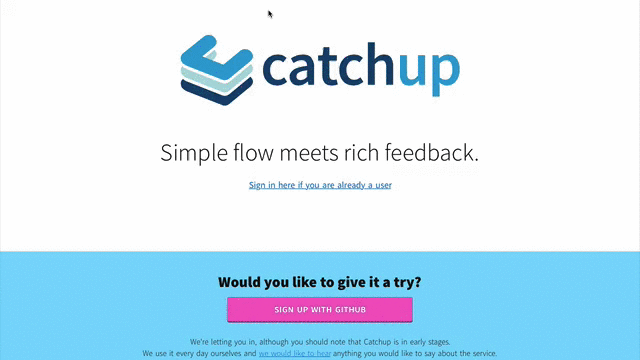 catchup
Simple flow meets rich feedback.
Sign in here if you are already a user
Would you like to give it a try?
SIGN UP WITH GITHUB
We're letting you in, although you should note that Catchup is in early stages.
We use it every day ourselves and we would like to hear anything you would like to say about the service.